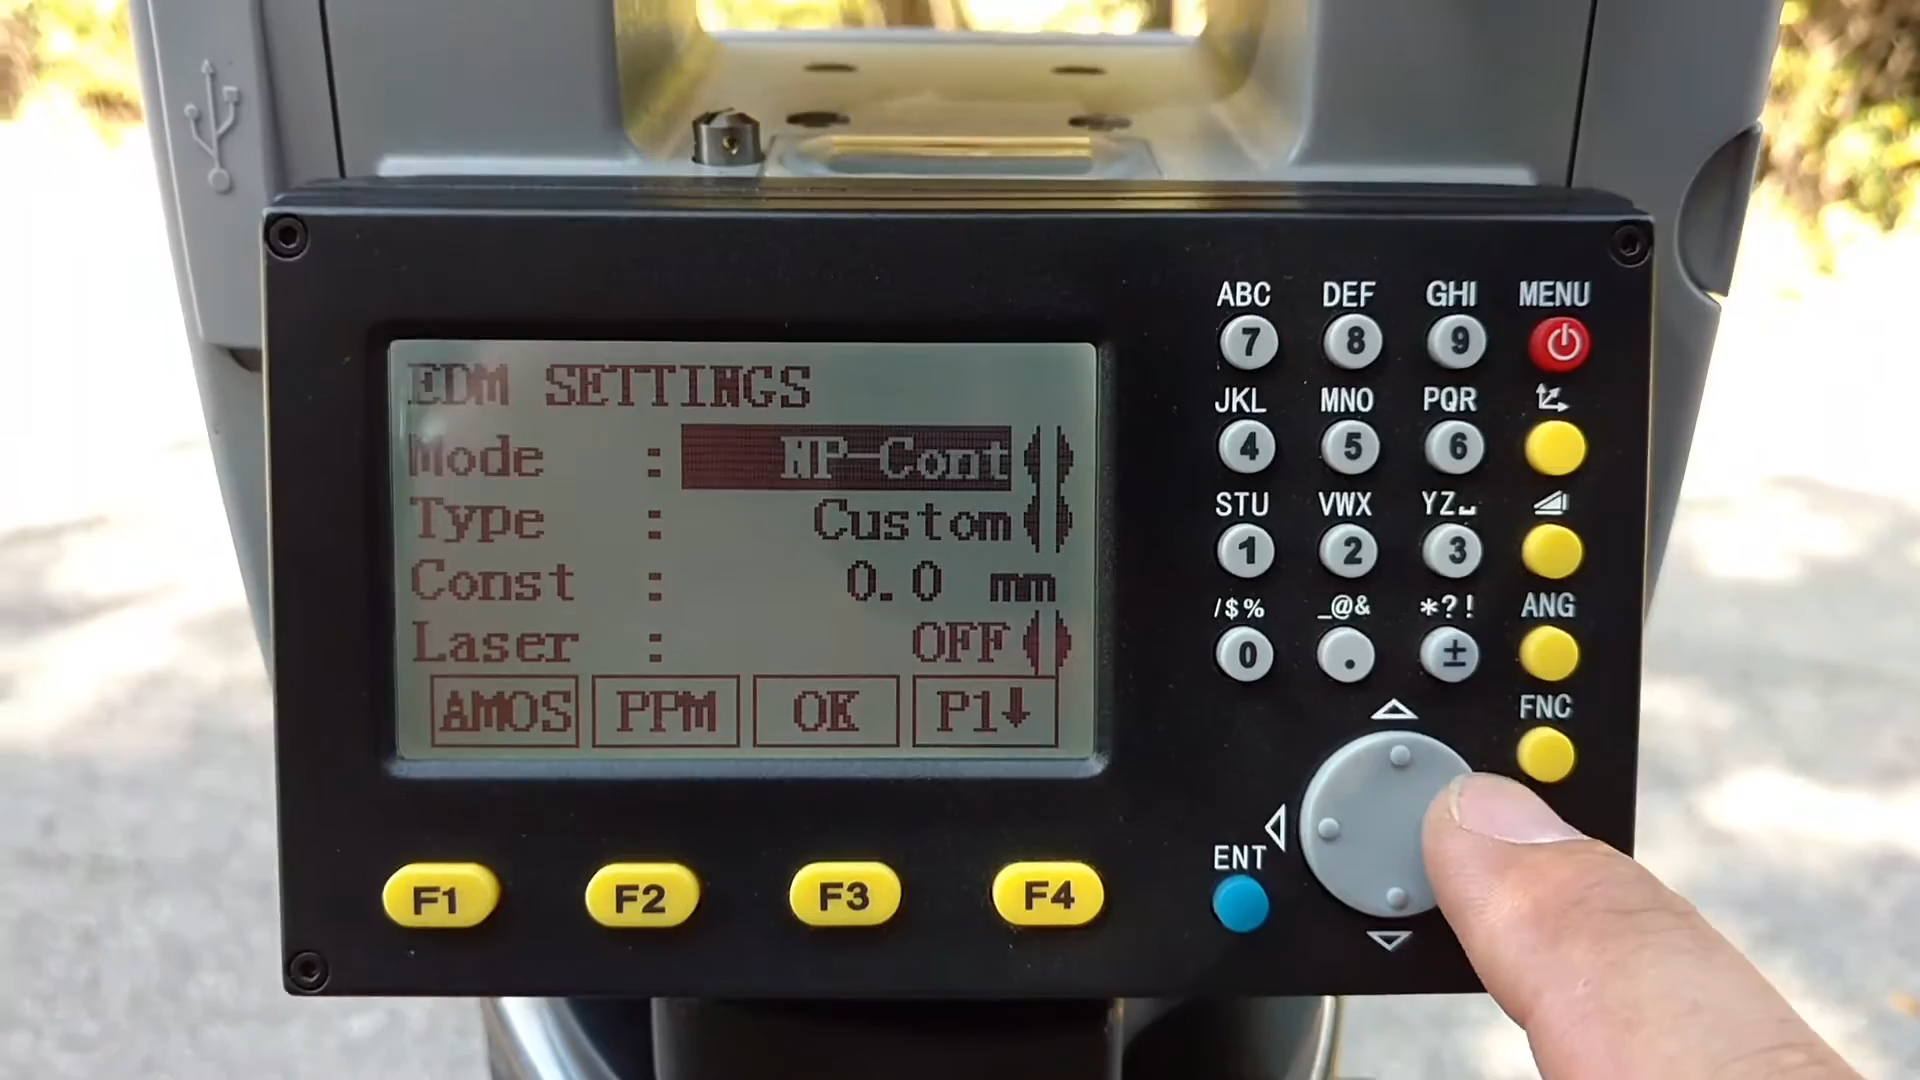 EDM SETTINGS
Mode : NP-Cont
Type : Custom
Const : 0.0 mm
Laser : OFF
AMOS PPM OK P1↓
F1 F2 F3 F4
ABC DEF GHI MENU
7 8 9
JKL MNO PQR
4 5 6
STU VWX YZ␣
1 2 3
/$% _@& *?! ANG
0 . ±
FNC
ENT